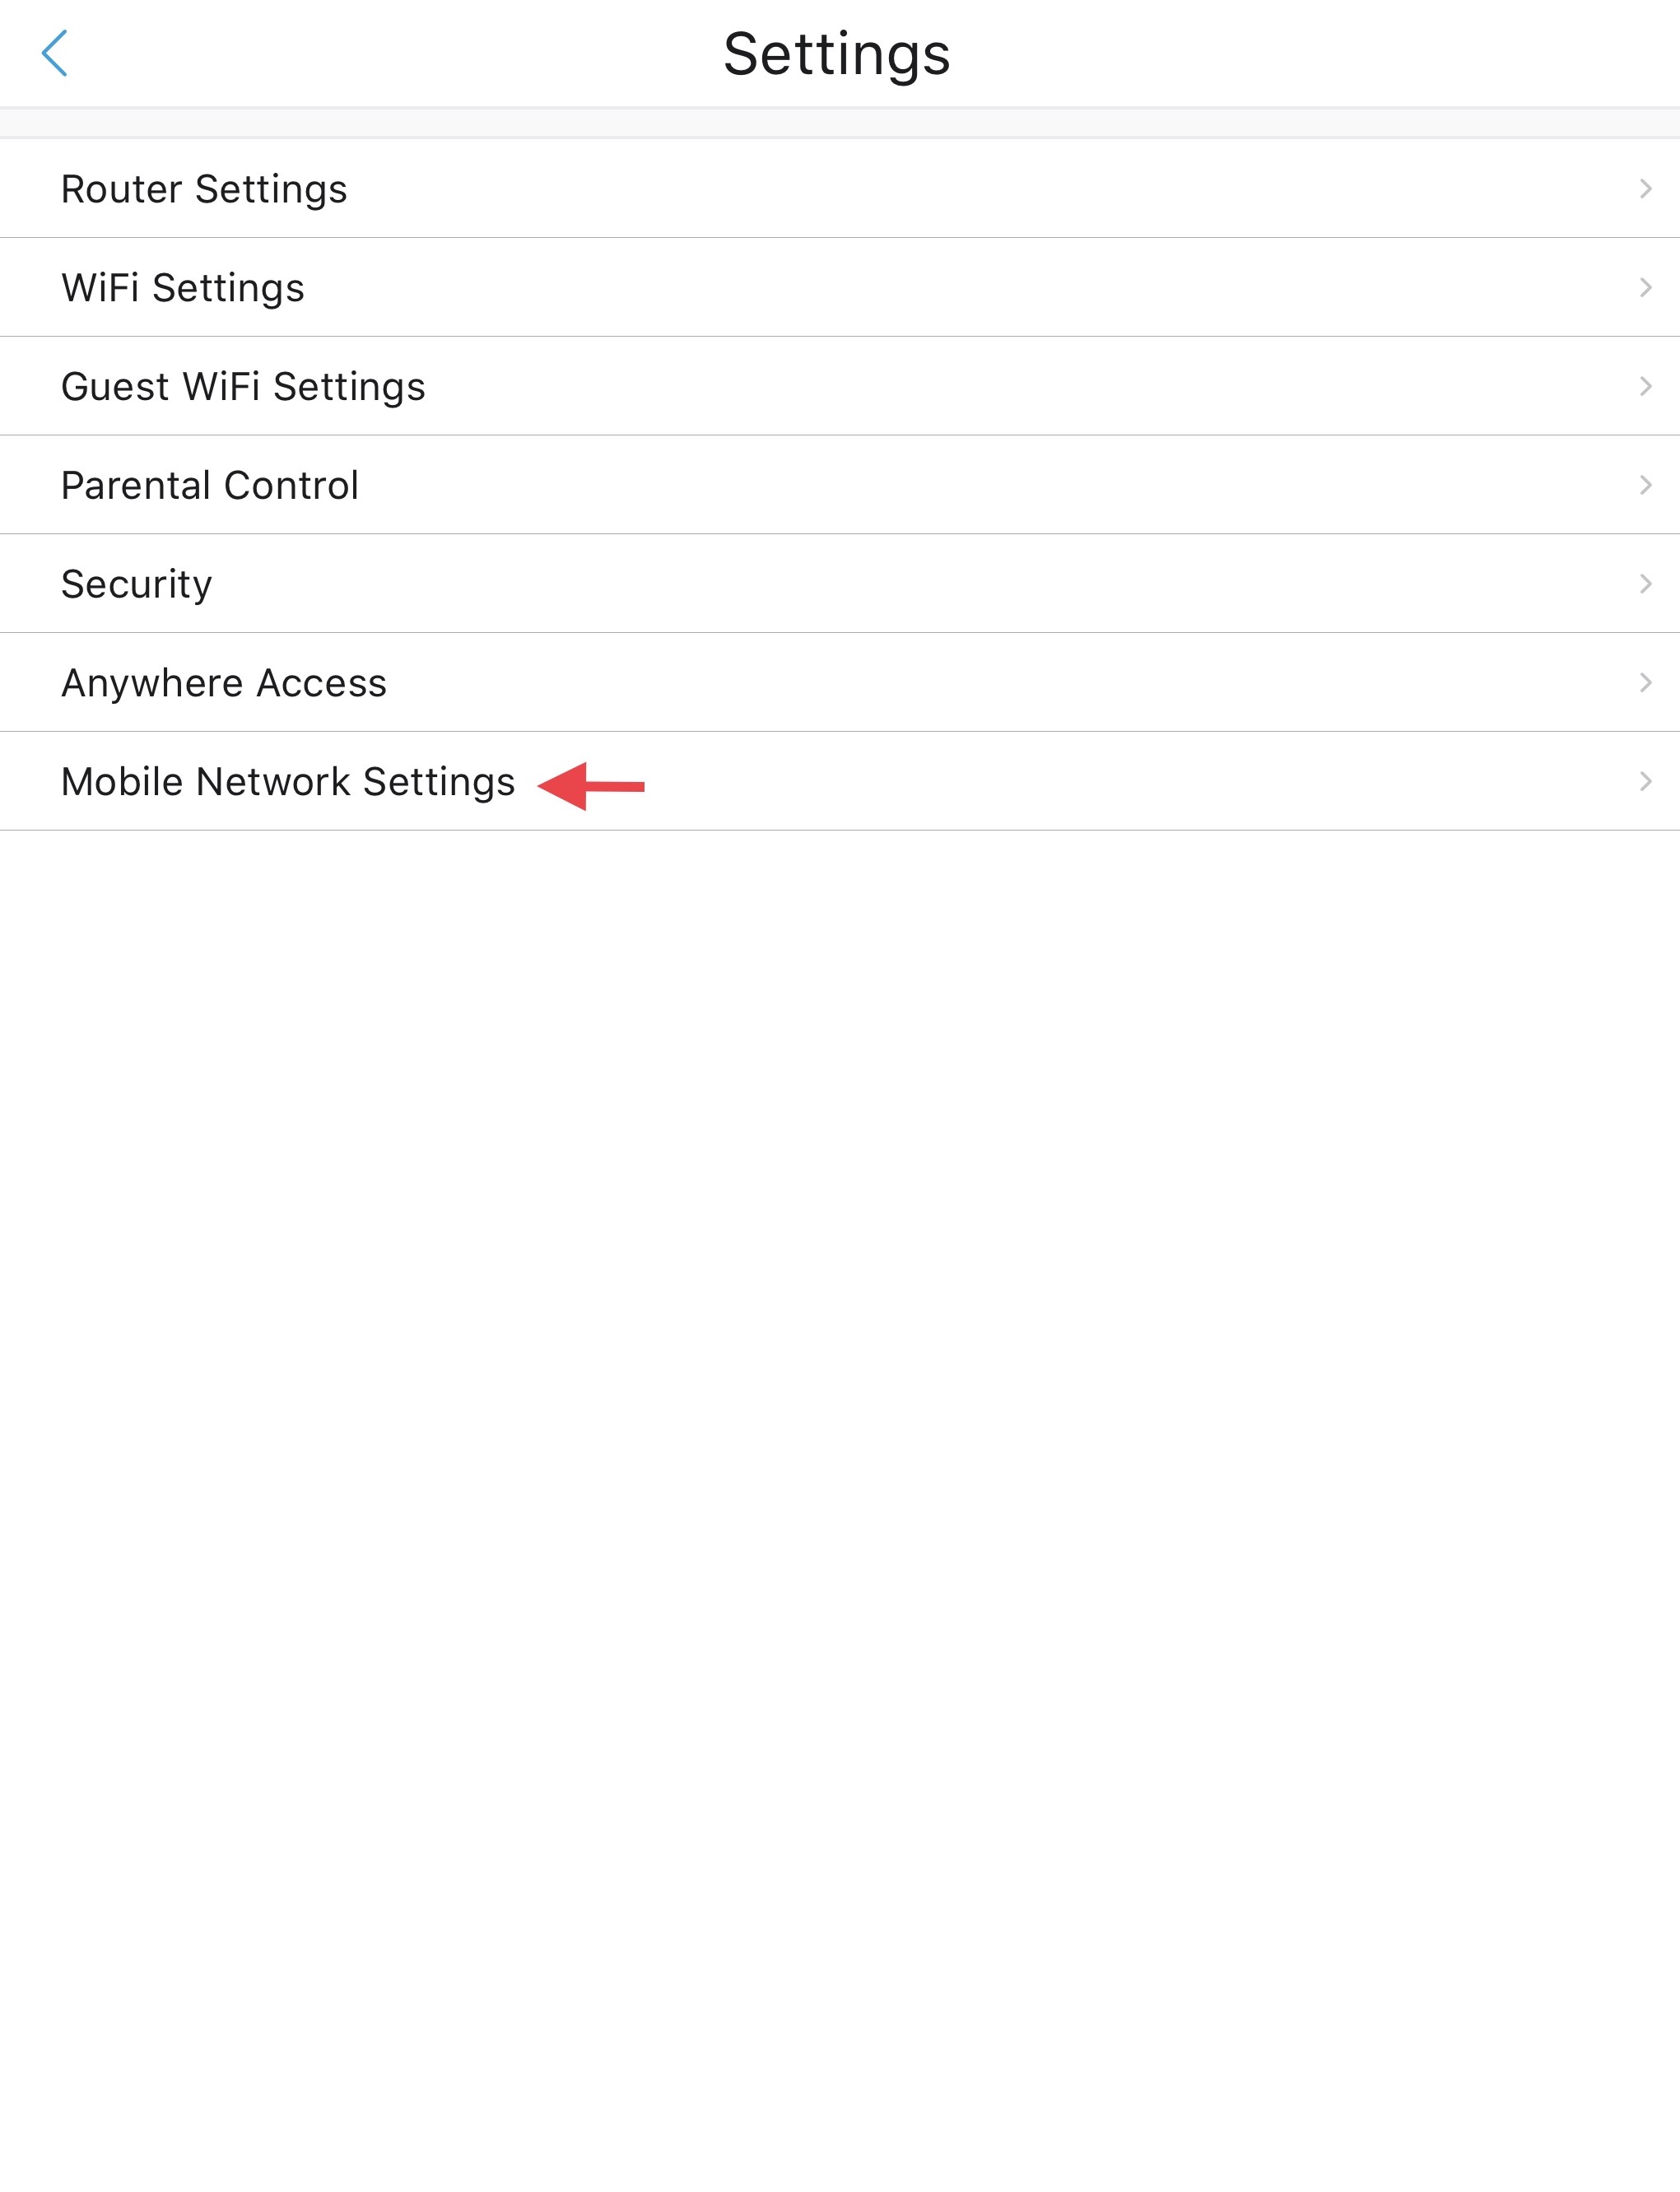 Settings
Router Settings
WiFi Settings
Guest WiFi Settings
Parental Control
Security
Anywhere Access
Mobile Network Settings